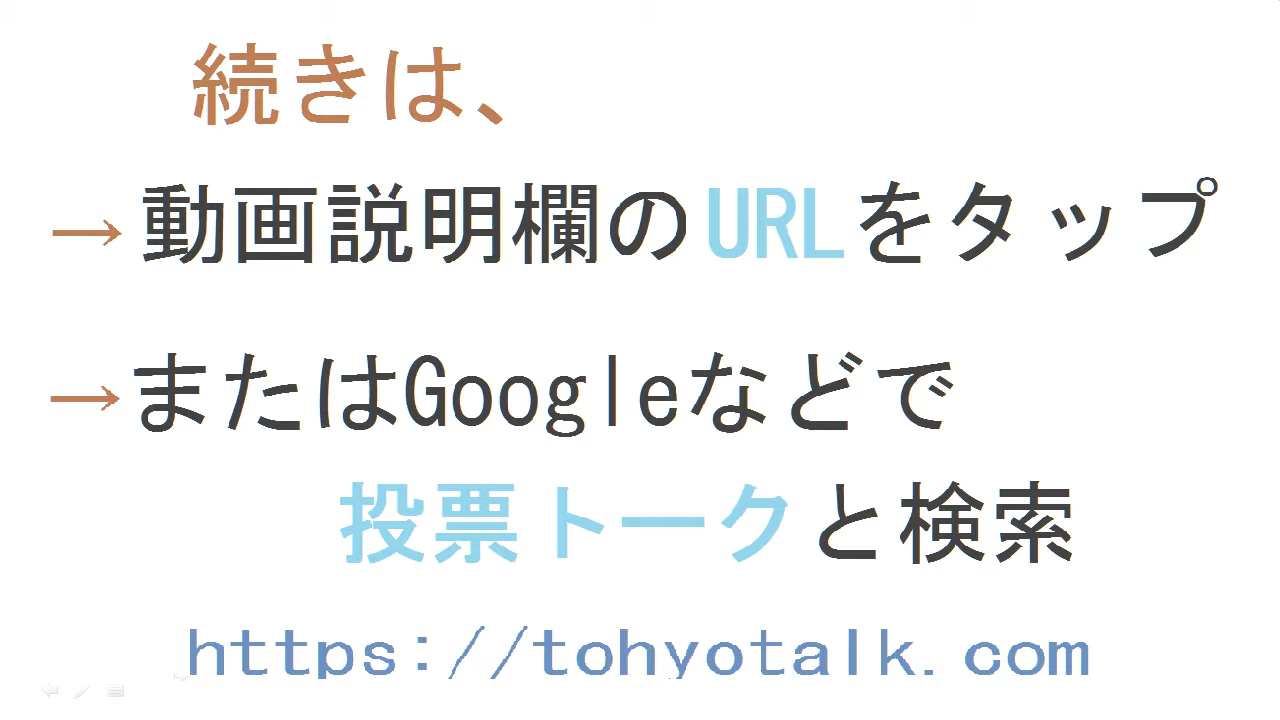 続きは、
→動画説明欄のURLをタップ
→またはGoogleなどで
投票トークと検索
https://tohyotalk.com